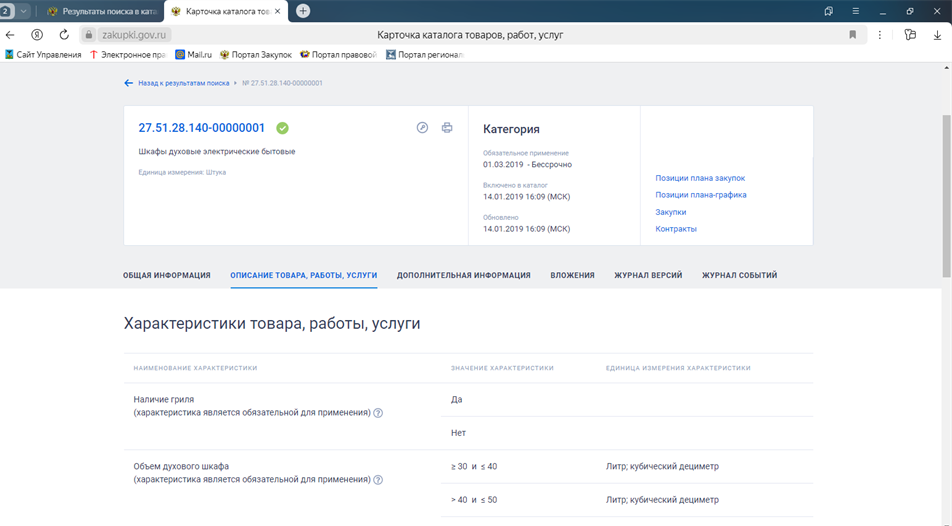 2
Результаты поиска в ката
Карточка каталога тов
zakupki.gov.ru
Карточка каталога товаров, работ, услуг
Сайт Управления
Электронное пра
Mail.ru
Портал Закупок
Портал правовой
Портал регионал
Назад к результатам поиска
№ 27.51.28.140-00000001
27.51.28.140-00000001
Шкафы духовые электрические бытовые
Единица измерения: Штука
Категория
Обязательное применение
01.03.2019 - Бессрочно
Включено в каталог
14.01.2019 16:09 (МСК)
Обновлено
14.01.2019 16:09 (МСК)
Позиции плана закупок
Позиции плана-графика
Закупки
Контракты
ОБЩАЯ ИНФОРМАЦИЯ
ОПИСАНИЕ ТОВАРА, РАБОТЫ, УСЛУГИ
ДОПОЛНИТЕЛЬНАЯ ИНФОРМАЦИЯ
ВЛОЖЕНИЯ
ЖУРНАЛ ВЕРСИЙ
ЖУРНАЛ СОБЫТИЙ
Характеристики товара, работы, услуги
НАИМЕНОВАНИЕ ХАРАКТЕРИСТИКИ
ЗНАЧЕНИЕ ХАРАКТЕРИСТИКИ
ЕДИНИЦА ИЗМЕРЕНИЯ ХАРАКТЕРИСТИКИ
Наличие гриля
(характеристика является обязательной для применения)
Да
Нет
Объем духового шкафа
(характеристика является обязательной для применения)
≥ 30 и ≤ 40
Литр; кубический дециметр
> 40 и ≤ 50
Литр; кубический дециметр